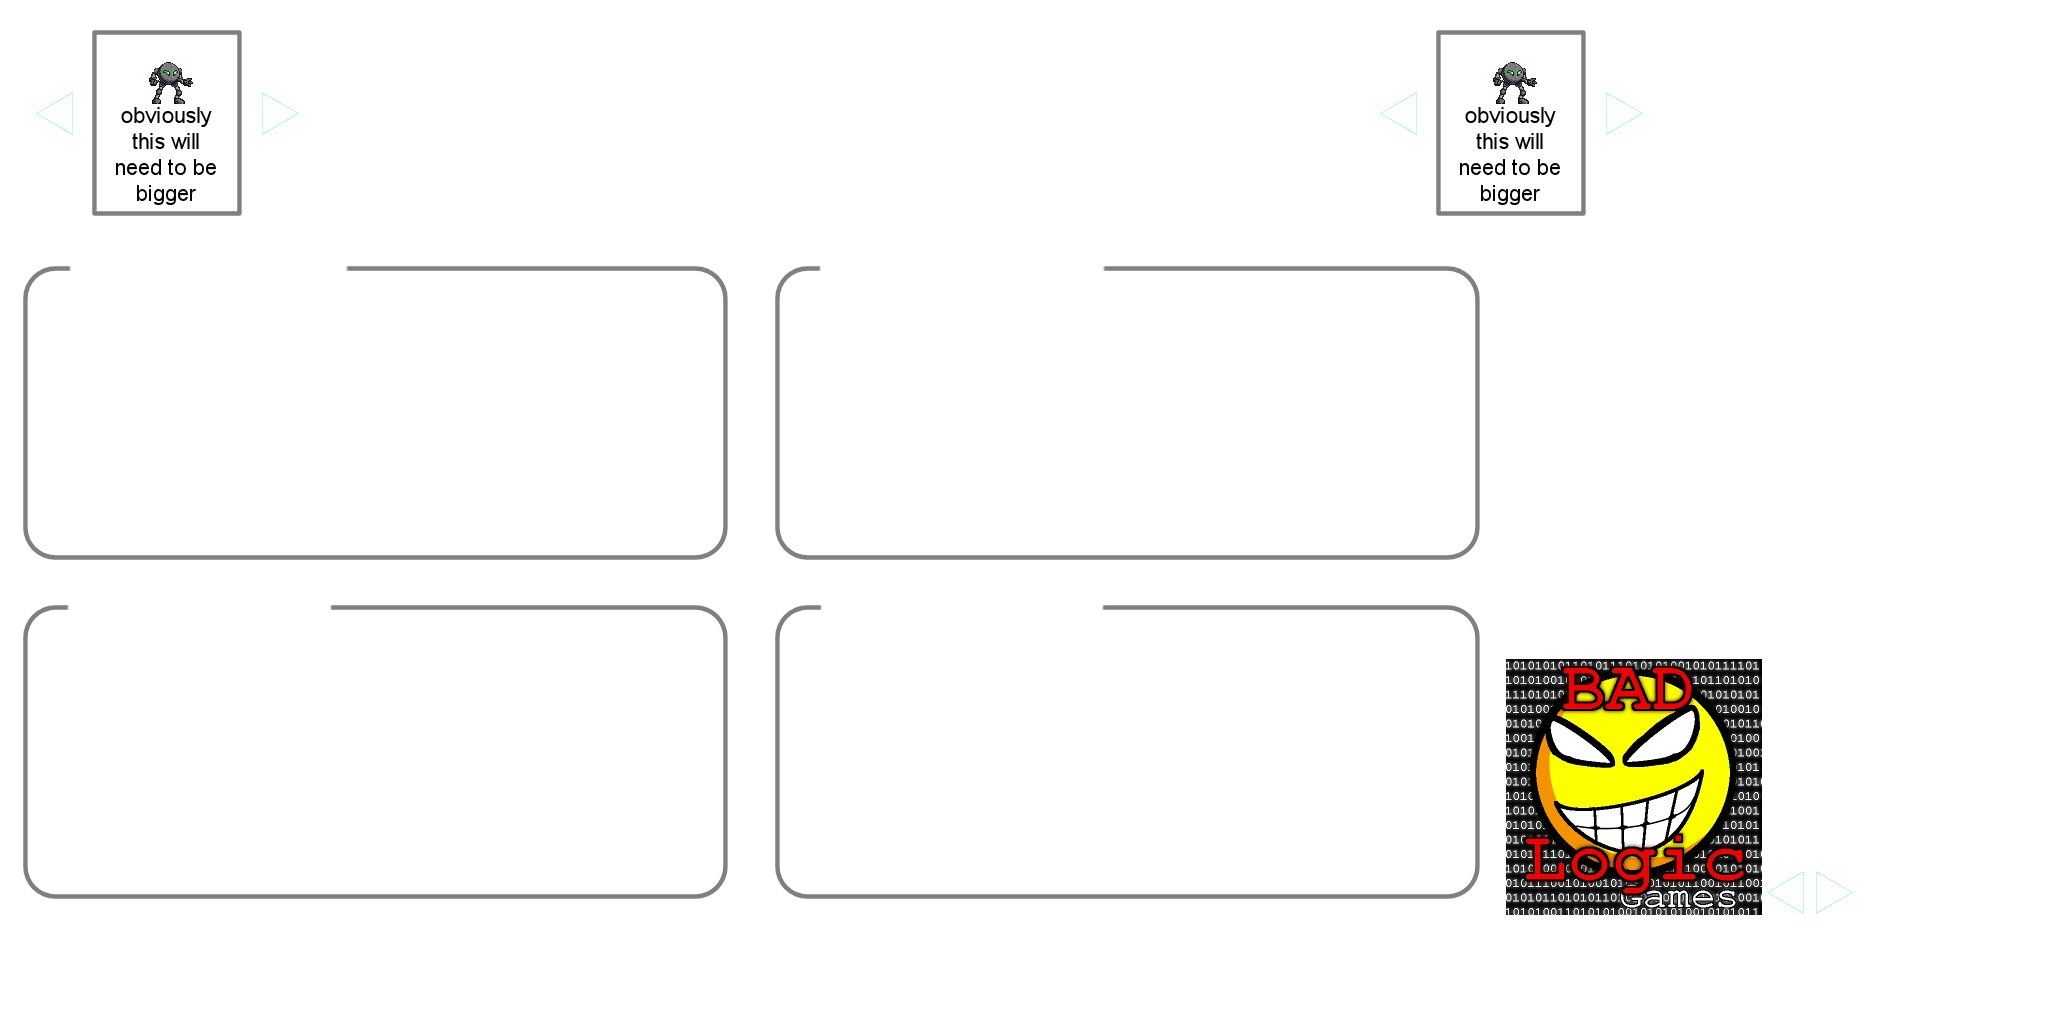 obviously
this will
need to be
bigger
obviously
this will
need to be
bigger
BAD
Logic
Games